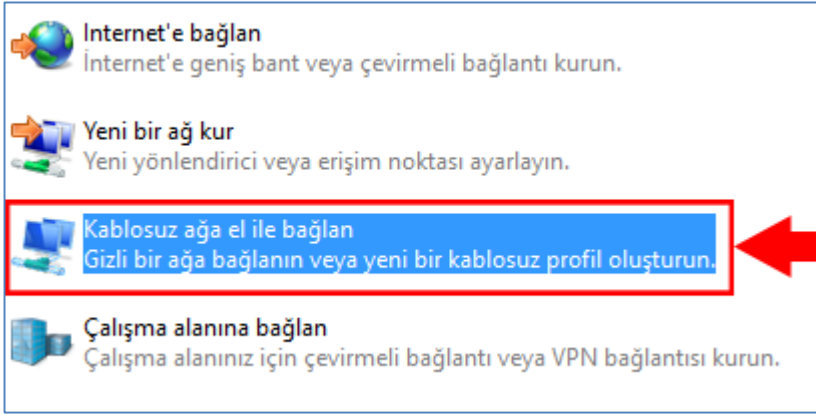 Internet'e bağlan
İnternet'e geniş bant veya çevirmeli bağlantı kurun.
Yeni bir ağ kur
Yeni yönlendirici veya erişim noktası ayarlayın.
Kablosuz ağa el ile bağlan
Gizli bir ağa bağlanın veya yeni bir kablosuz profil oluşturun.
Çalışma alanına bağlan
Çalışma alanınız için çevirmeli bağlantı veya VPN bağlantısı kurun.